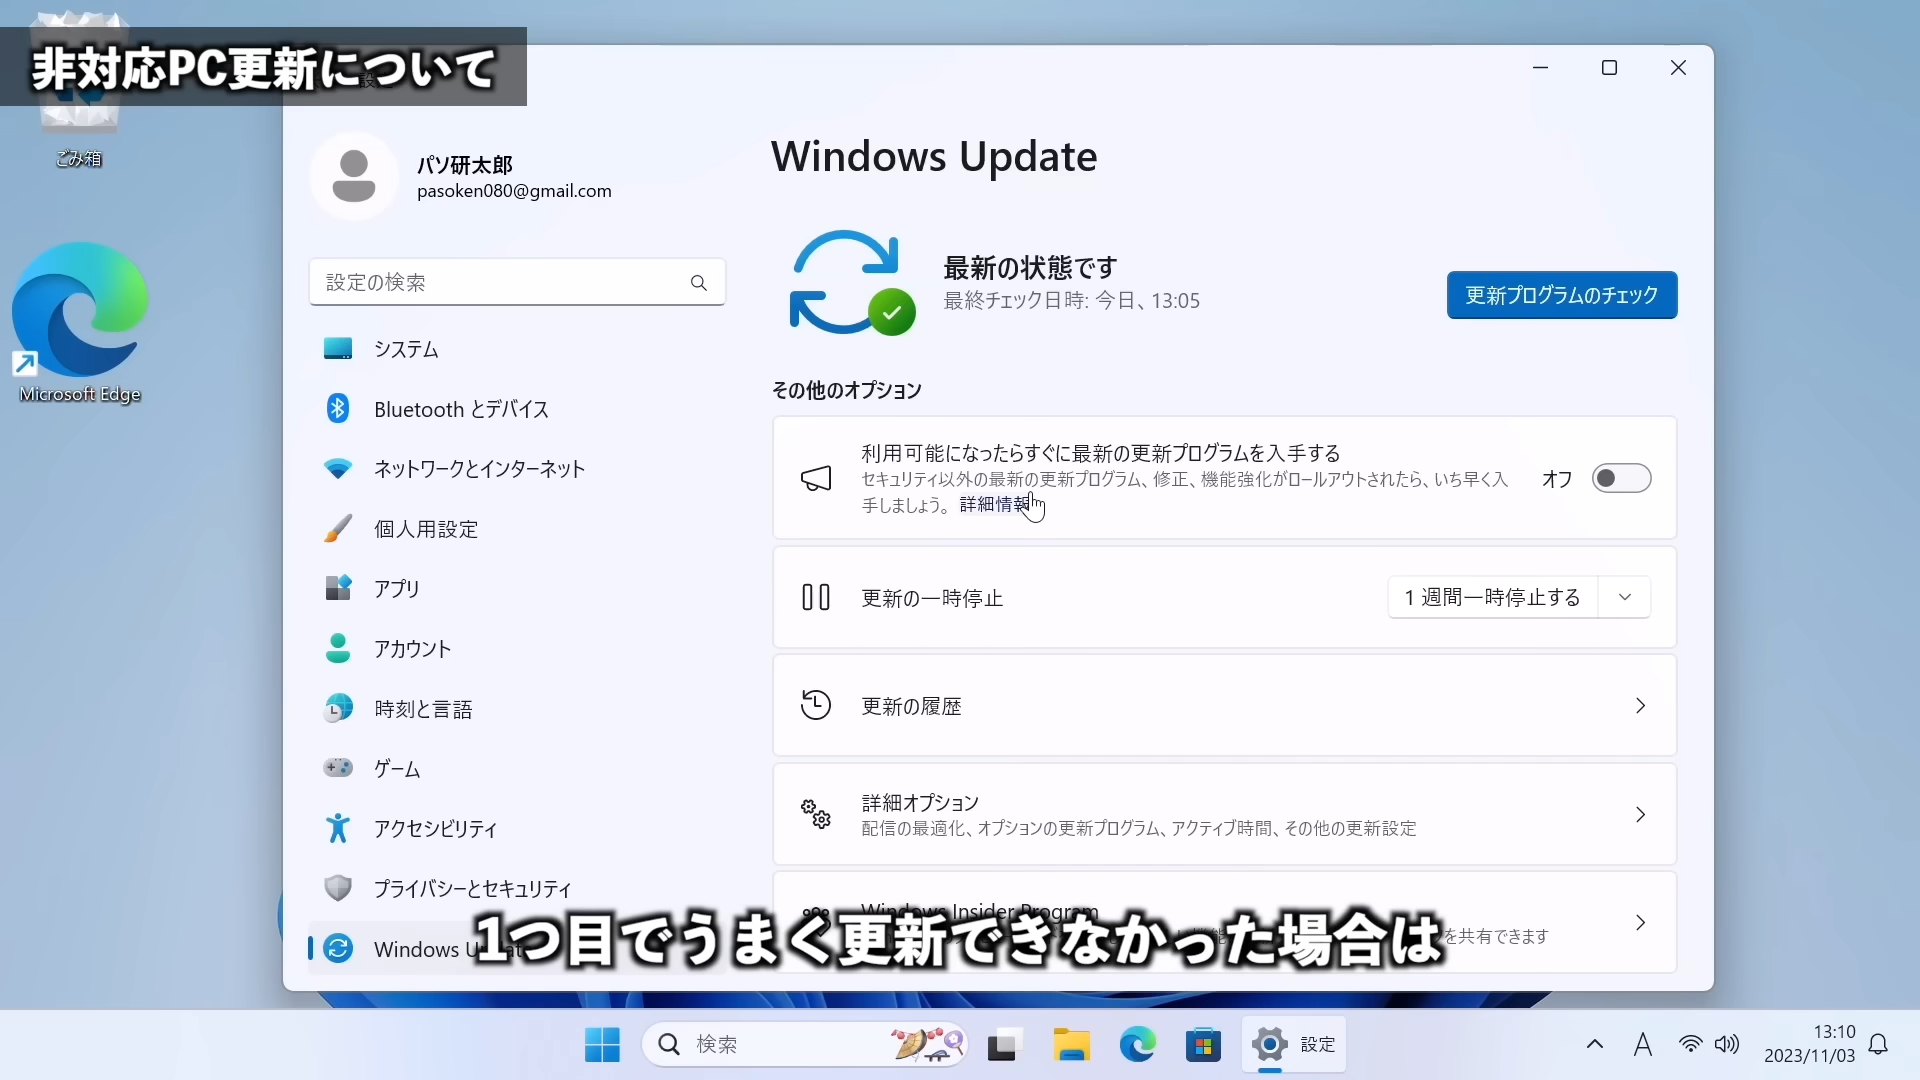 非対応PC更新について
ごみ箱
Microsoft Edge
パソ研太郎
pasoken080@gmail.com
設定の検索
システム
Bluetooth とデバイス
ネットワークとインターネット
個人用設定
アプリ
アカウント
時刻と言語
ゲーム
アクセシビリティ
プライバシーとセキュリティ
Windows Update
Windows Update
最新の状態です
最終チェック日時: 今日、13:05
更新プログラムのチェック
その他のオプション
利用可能になったらすぐに最新の更新プログラムを入手する
セキュリティ以外の最新の更新プログラム、修正、機能強化がロールアウトされたら、いち早く入
手しましょう。 詳細情報
オフ
更新の一時停止
1 週間一時停止する
更新の履歴
詳細オプション
配信の最適化、オプションの更新プログラム、アクティブ時間、その他の更新設定
Windows Insider Program
を共有できます
1つ目でうまく更新できなかった場合は
検索
設定
A
13:10
2023/11/03